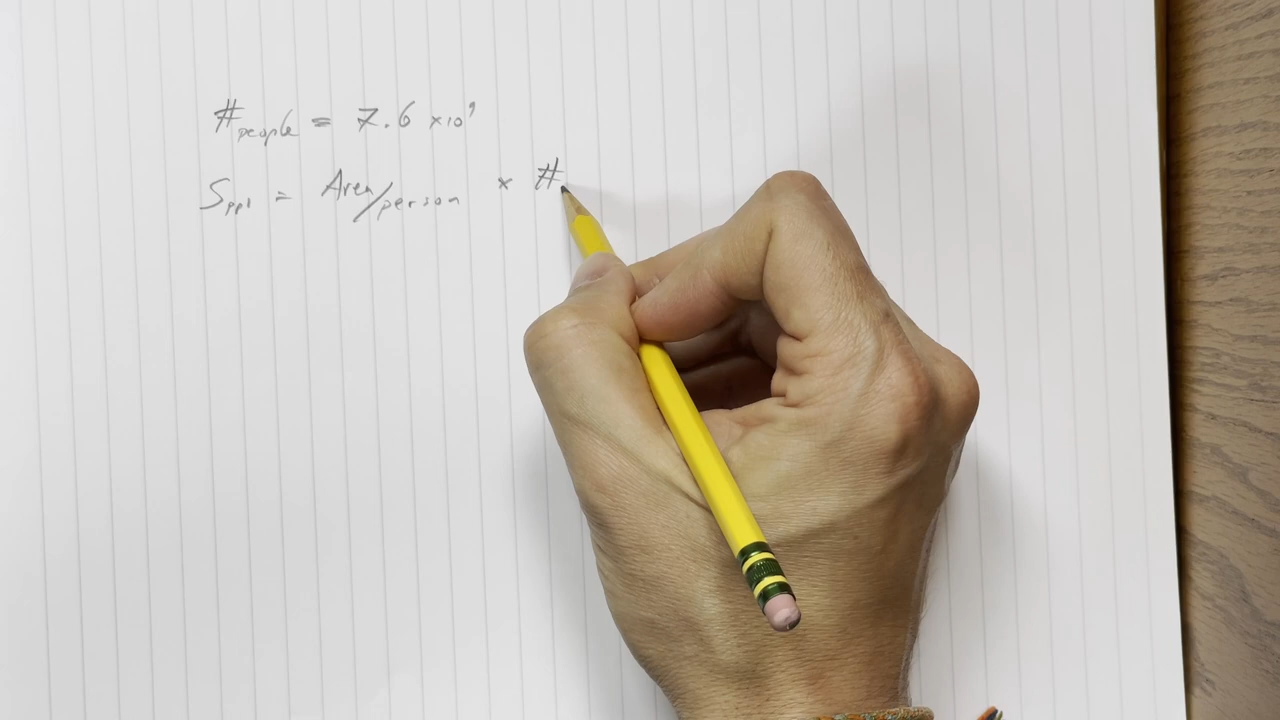 #people = 7.6 ×10⁹
Sppl = Area/person × #